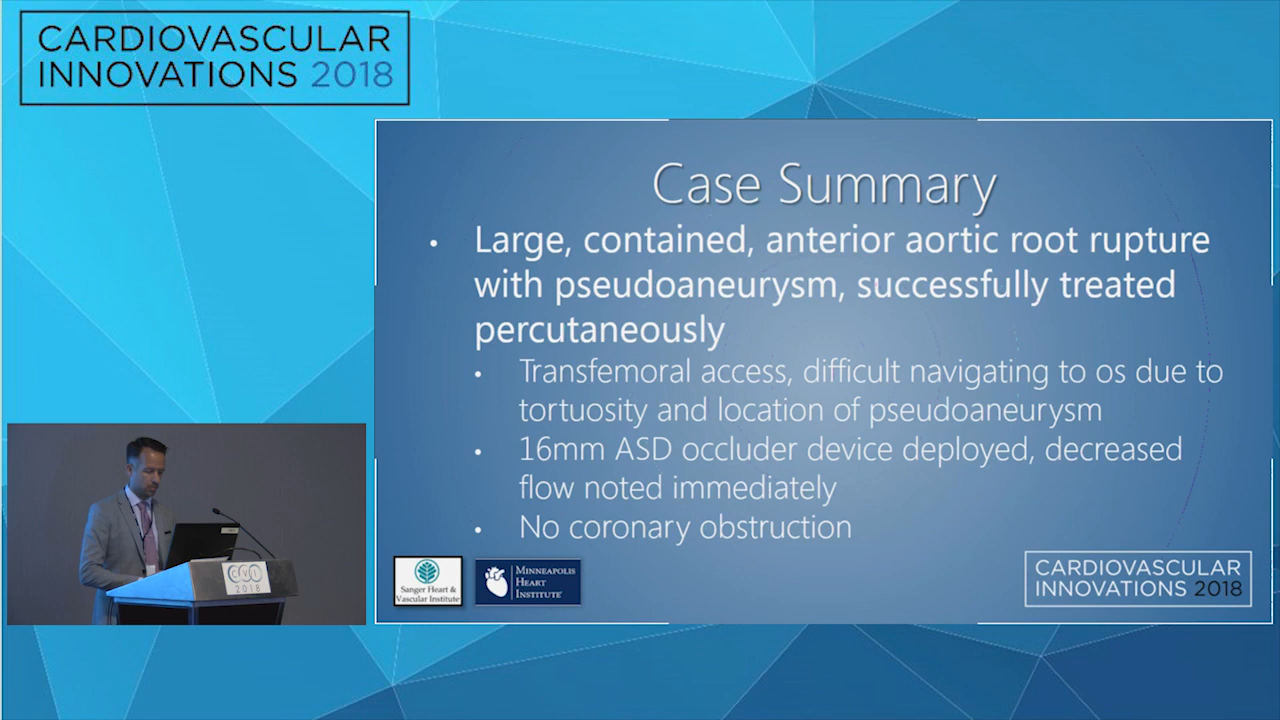 CARDIOVASCULAR
INNOVATIONS 2018
Case Summary
• Large, contained, anterior aortic root rupture
with pseudoaneurysm, successfully treated
percutaneously
• Transfemoral access, difficult navigating to os due to
tortuosity and location of pseudoaneurysm
• 16mm ASD occluder device deployed, decreased
flow noted immediately
• No coronary obstruction
Sanger Heart &
Vascular Institute
MINNEAPOLIS
HEART
INSTITUTE
CARDIOVASCULAR
INNOVATIONS 2018
CVI
2018